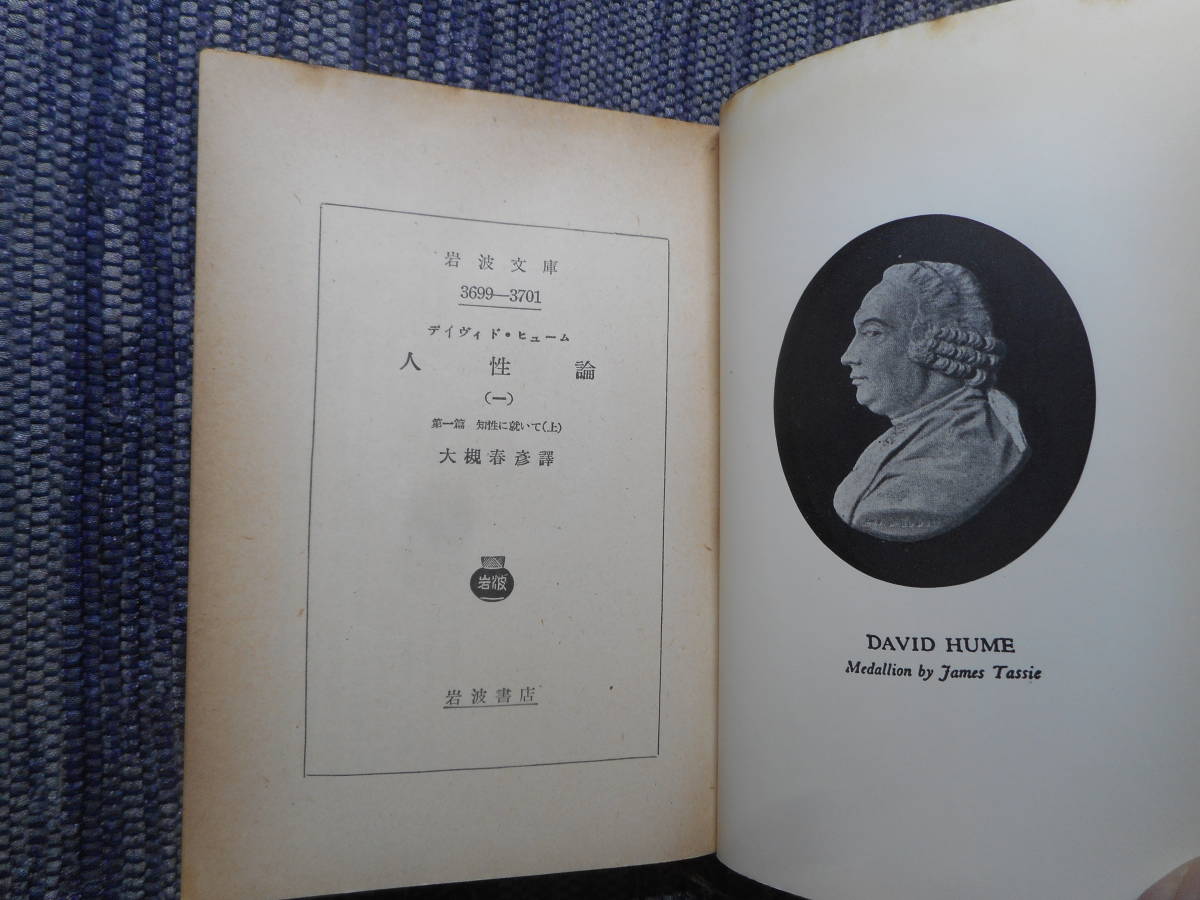 岩波文庫
3699—3701
デイヴィド・ヒューム
人性論
(一)
第一篇 知性に就いて(上)
大槻春彦譯
岩波
岩波書店
DAVID HUME
Medallion by James Tassie